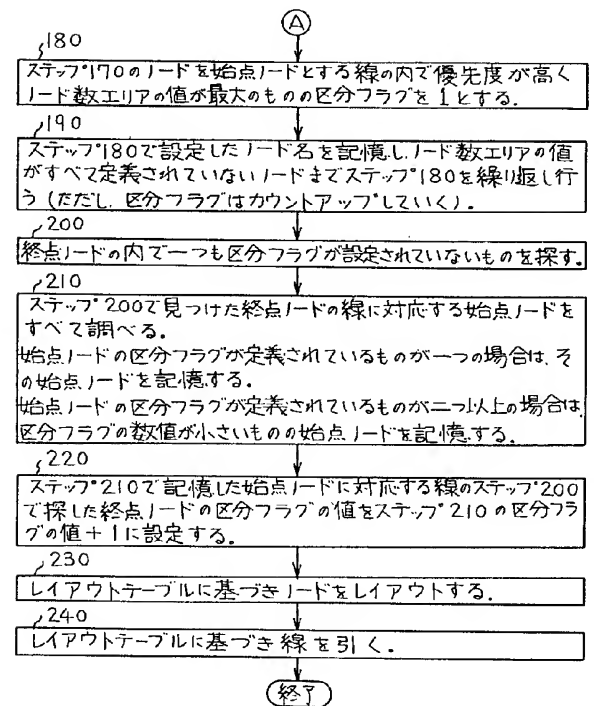 A
180
ステップ170のノードを始点ノードとする線の内で優先度が高く
ノード数エリアの値が最大のものの区分フラグを1とする.
190
ステップ180で設定したノード名を記憶し,ノード数エリアの値
がすべて定義されていないノードまでステップ180を繰り返し行
う(ただし,区分フラグはカウントアップしていく).
200
終点ノードの内で一つも区分フラグが設定されていないものを探す.
210
ステップ200で見つけた終点ノードの線に対応する始点ノードを
すべて調べる.
始点ノードの区分フラグが定義されているものが一つの場合は,そ
の始点ノードを記憶する.
始点ノードの区分フラグが定義されているものが二つ以上の場合は,
区分フラグの数値が小さいものの始点ノードを記憶する.
220
ステップ210で記憶した始点ノードに対応する線のステップ200
で探した終点ノードの区分フラグの値をステップ210の区分フラ
グの値+1に設定する.
230
レイアウトテーブルに基づきノードをレイアウトする.
240
レイアウトテーブルに基づき線を引く.
終了